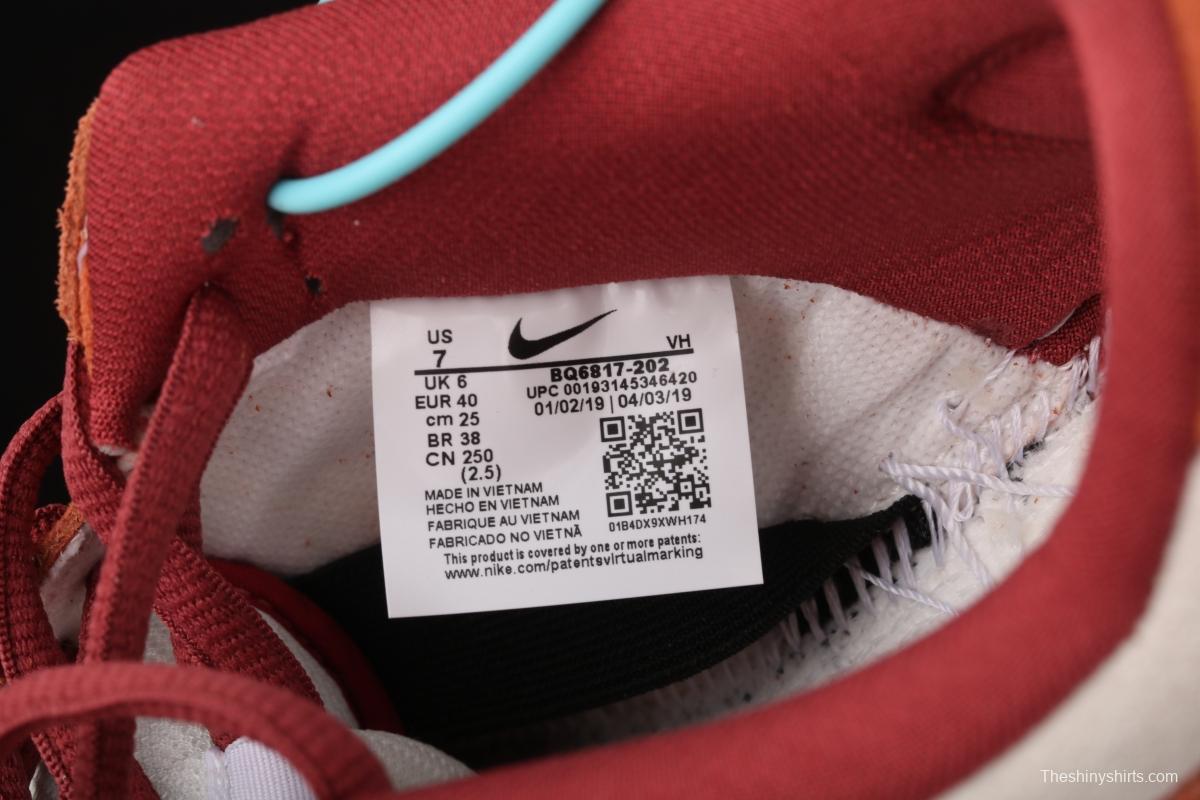 US
7
VH
UK 6
EUR 40
cm 25
BR 38
CN 250
(2.5)
BQ6817-202
UPC 00193145346420
01/02/19 | 04/03/19
01B4DX9XWH174
MADE IN VIETNAM
HECHO EN VIETNAM
FABRIQUE AU VIETNAM
FABRICADO NO VIETNÃ
This product is covered by one or more patents:
www.nike.com/patentsvirtualmarking
Theshinyshirts.com